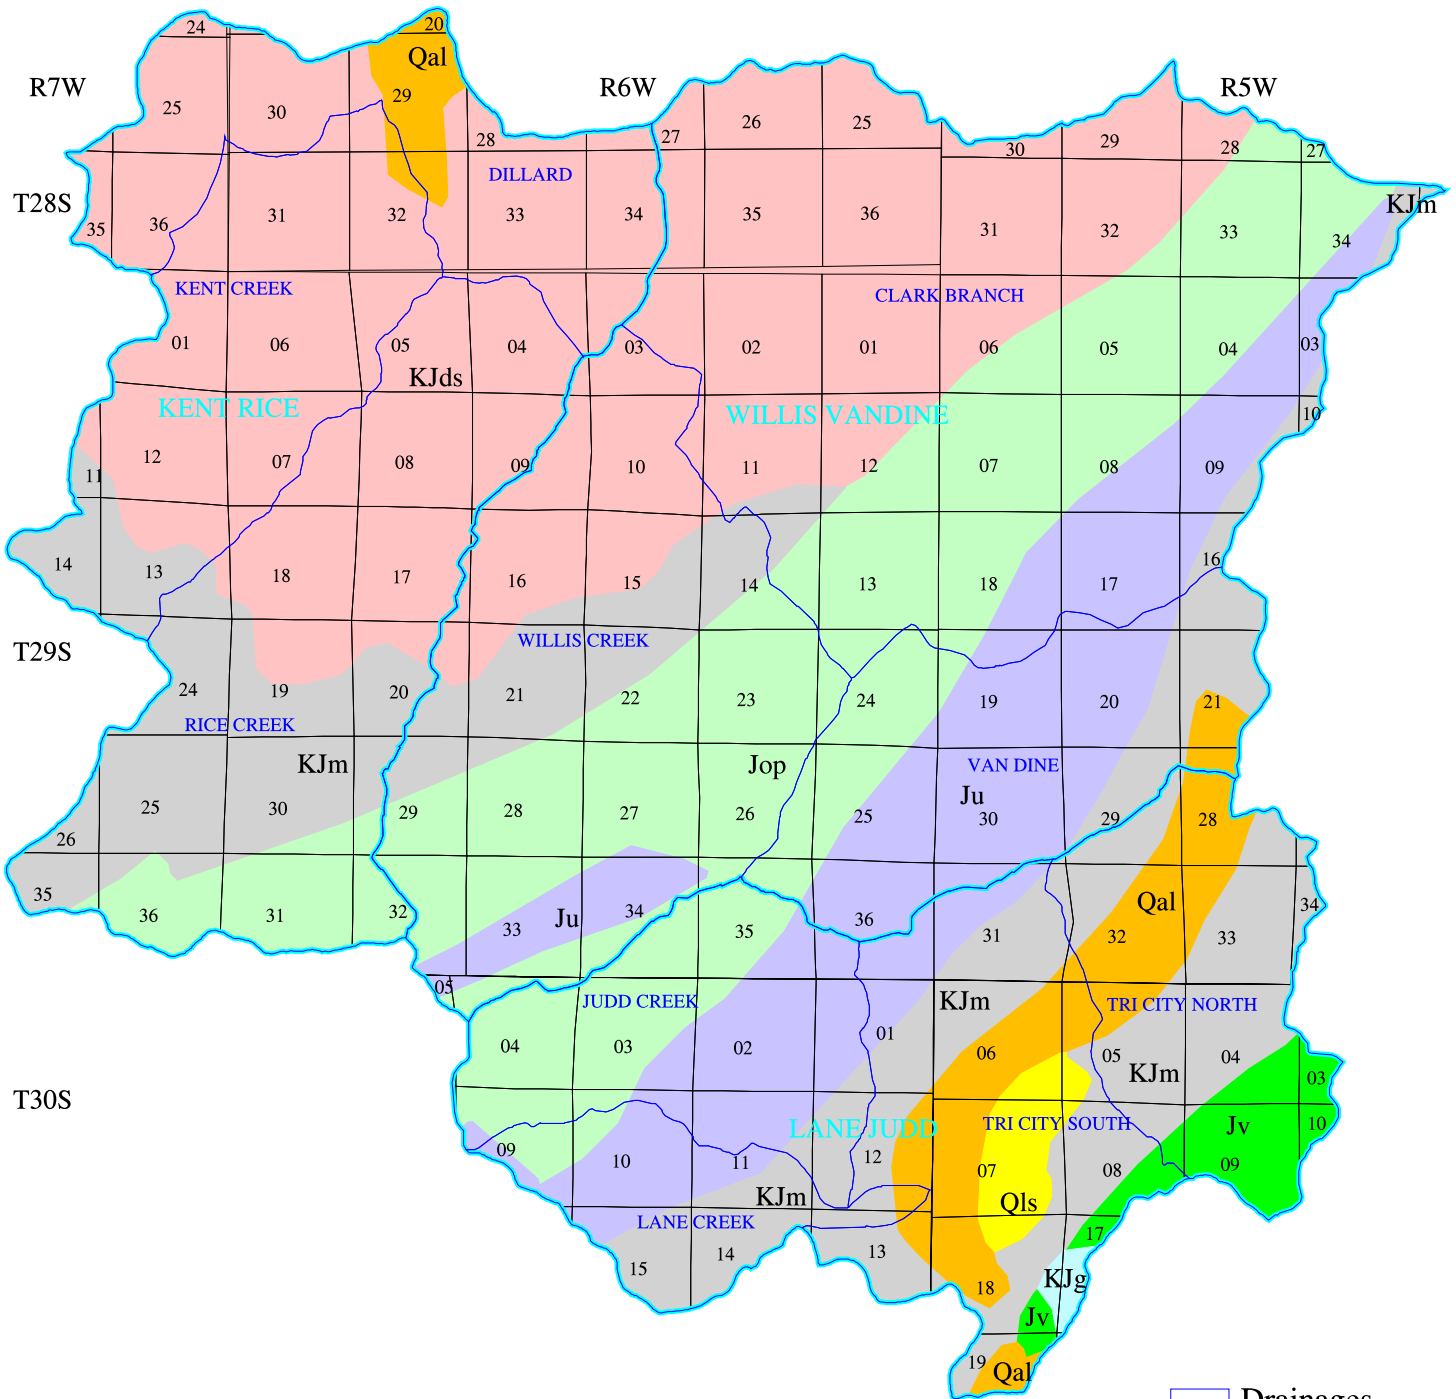 24 20
Qal
R7W R6W R5W
25 30 29 28 27 26 25 30 29 28 27
DILLARD
T28S
35 36 31 32 33 34 35 36 31 32 33 34 KJm
KENT CREEK CLARK BRANCH
01 06 05 04 03 02 01 06 05 04 03
KJds
KENT RICE WILLIS VANDINE
10
11 12 07 08 09 10 11 12 07 08 09
14 13 18 17 16 15 14 13 18 17 16
T29S
WILLIS CREEK
24 19 20 21 22 23 24 19 20 21
RICE CREEK
KJm Jop VAN DINE
Ju
26 25 30 29 28 27 26 25 30 29 28
35 36 31 32 33 Ju 34 35 36 31 Qal 32 33 34
05
JUDD CREEK KJm TRI CITY NORTH
04 03 02 01 06 05 04 03
KJm
T30S
LANE JUDD TRI CITY SOUTH Jv 10
09 10 11 12 07 08 09
KJm Qls
LANE CREEK
15 14 13 18 17
KJg
Jv
19 Qal
Drainages